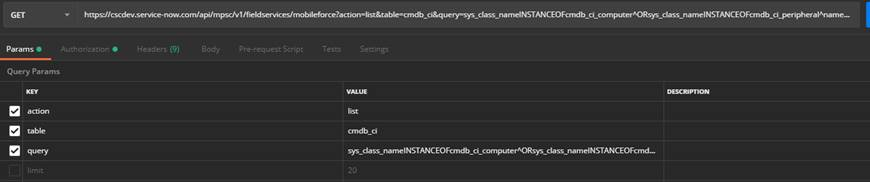 GET https://cscdev.service-now.com/api/mpsc/v1/fieldservices/mobileforce?action=list&table=cmdb_ci&query=sys_class_nameINSTANCEOFcmdb_ci_computer^ORsys_class_nameINSTANCEOFcmdb_ci_peripheral^name...
Params Authorization Headers (9) Body Pre-request Script Tests Settings
Query Params
KEY VALUE DESCRIPTION
action list
table cmdb_ci
query sys_class_nameINSTANCEOFcmdb_ci_computer^ORsys_class_nameINSTANCEOFcmd...
limit 20